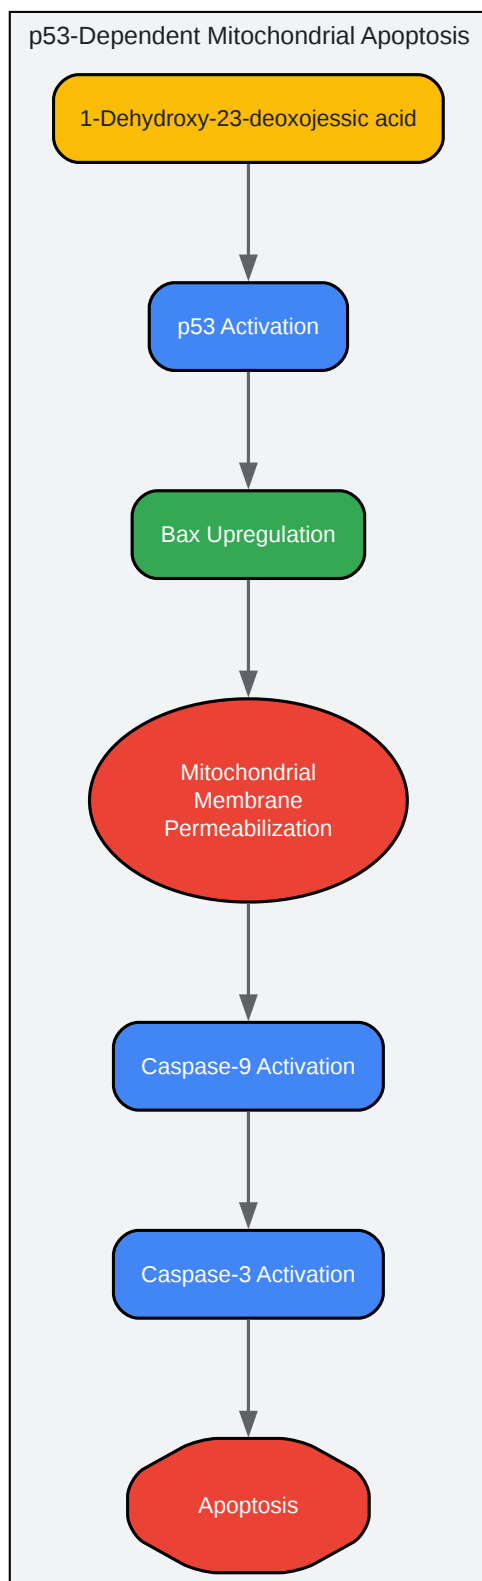 p53-Dependent Mitochondrial Apoptosis
1-Dehydroxy-23-deoxojessic acid
p53 Activation
Bax Upregulation
Mitochondrial
Membrane
Permeabilization
Caspase-9 Activation
Caspase-3 Activation
Apoptosis